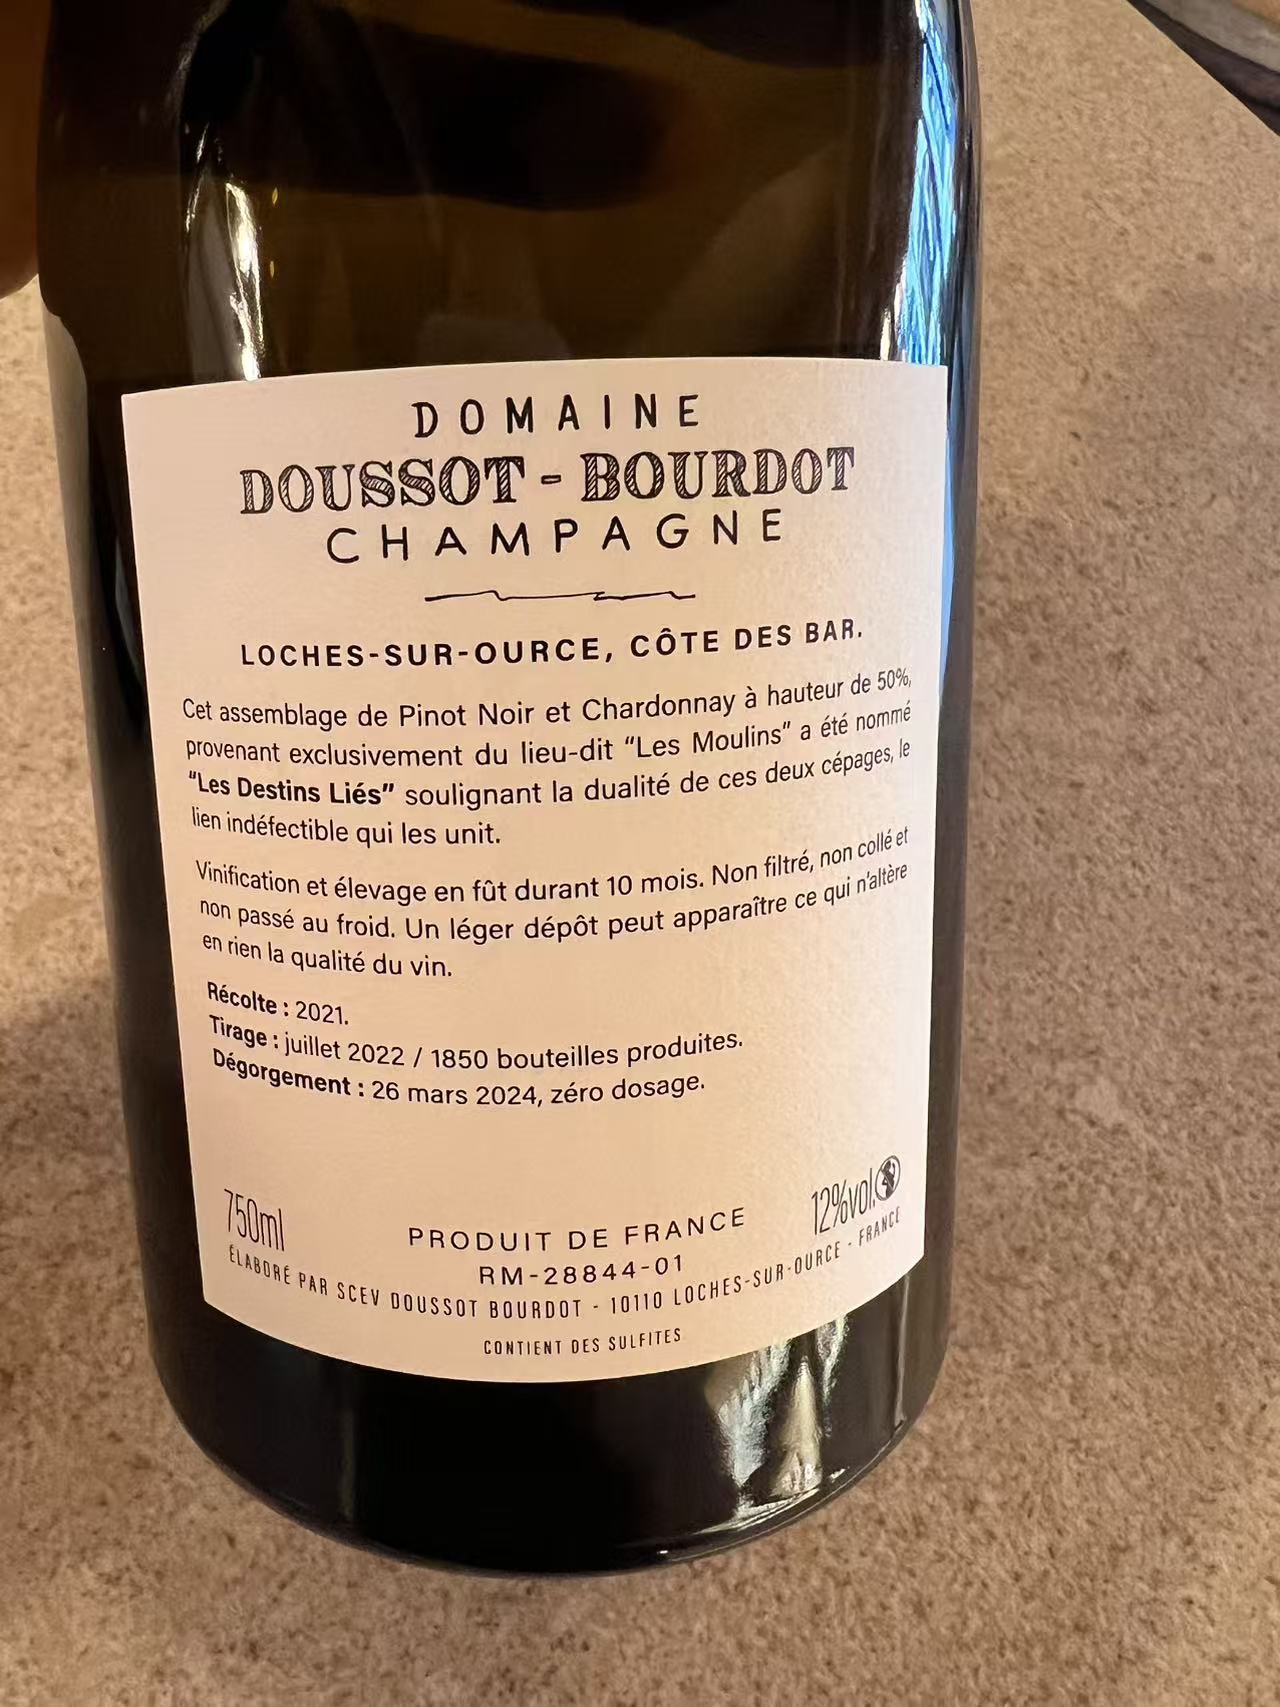 DOMAINE
DOUSSOT - BOURDOT
CHAMPAGNE
LOCHES-SUR-OURCE, CÔTE DES BAR.
Cet assemblage de Pinot Noir et Chardonnay à hauteur de 50%,
provenant exclusivement du lieu-dit “Les Moulins” a été nommé
“Les Destins Liés” soulignant la dualité de ces deux cépages, le
lien indéfectible qui les unit.
Vinification et élevage en fût durant 10 mois. Non filtré, non collé et
non passé au froid. Un léger dépôt peut apparaître ce qui n'altère
en rien la qualité du vin.
Récolte : 2021.
Tirage : juillet 2022 / 1850 bouteilles produites.
Dégorgement : 26 mars 2024, zéro dosage.
750ml
12%vol.
PRODUIT DE FRANCE
RM-28844-01
ÉLABORÉ PAR SCEV DOUSSOT BOURDOT - 10110 LOCHES-SUR-OURCE - FRANCE
CONTIENT DES SULFITES